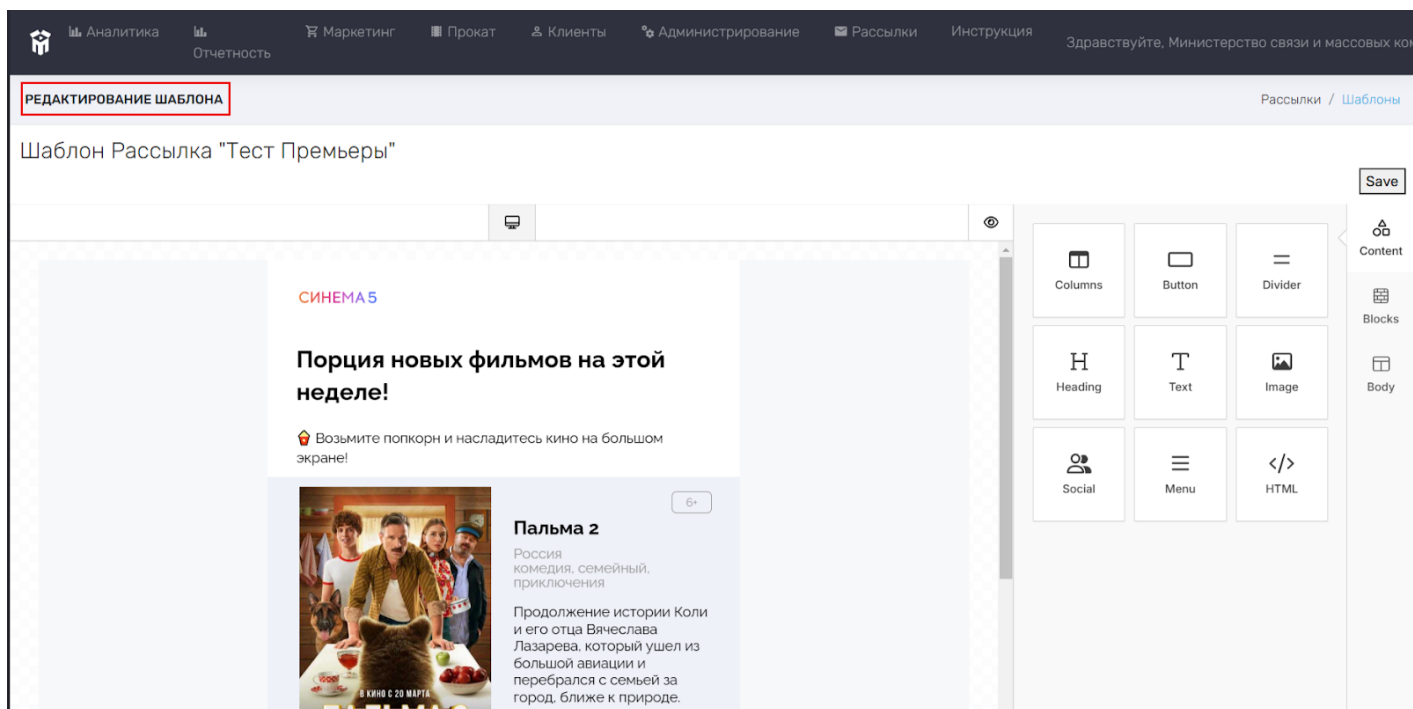 Аналитика
Отчетность
Маркетинг
Прокат
Клиенты
Администрирование
Рассылки
Инструкция
Здравствуйте, Министерство связи и массовых
РЕДАКТИРОВАНИЕ ШАБЛОНА
Рассылки / Шаблоны
Шаблон Рассылка "Тест Премьеры"
Save
СИНЕМА 5
Порция новых фильмов на этой
неделе!
Возьмите попкорн и насладитесь кино на большом
экране!
6+
Пальма 2
Россия
комедия, семейный,
приключения
Продолжение истории Коли
и его отца Вячеслава
Лазарева, который ушел из
большой авиации и
перебрался с семьей за
город, ближе к природе.
В КИНО С 20 МАРТА
Columns
Button
Divider
Heading
Text
Image
Social
Menu
HTML
Content
Blocks
Body